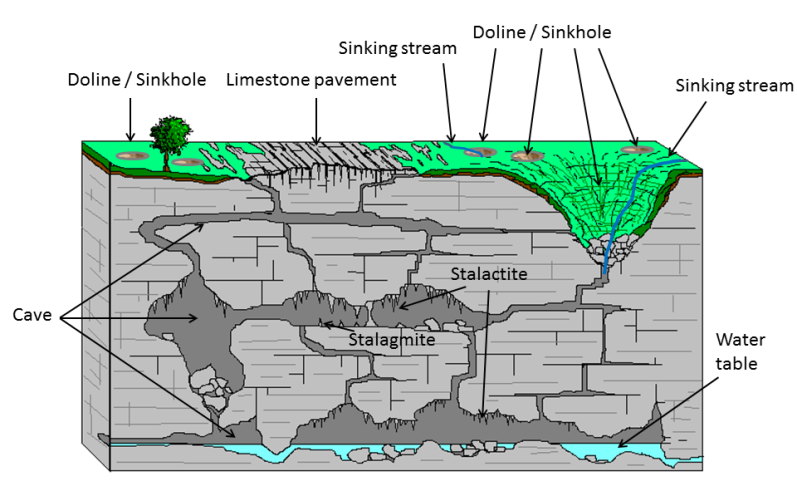 Doline / Sinkhole
Sinking stream
Doline / Sinkhole
Limestone pavement
Sinking stream
Stalactite
Cave
Stalagmite
Water
table